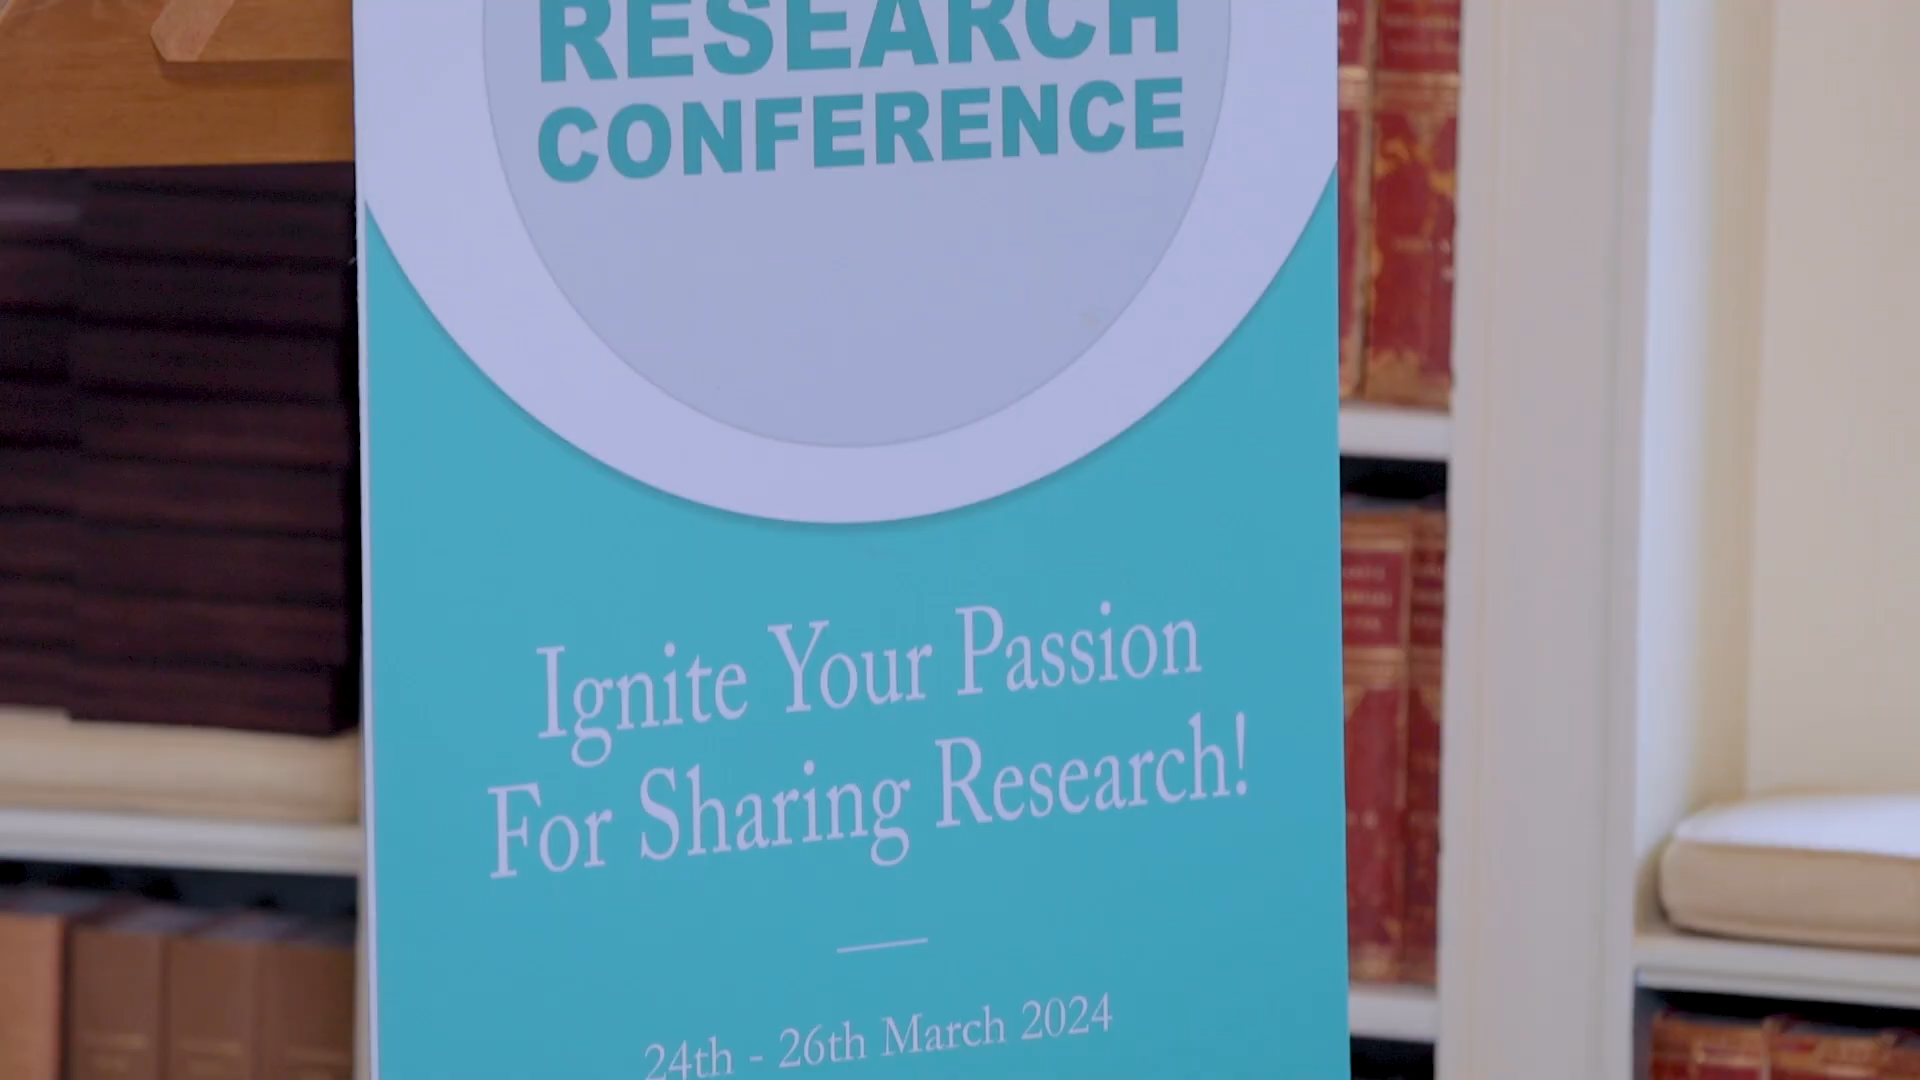 RESEARCH
CONFERENCE
Ignite Your Passion
For Sharing Research!
24th - 26th March 2024